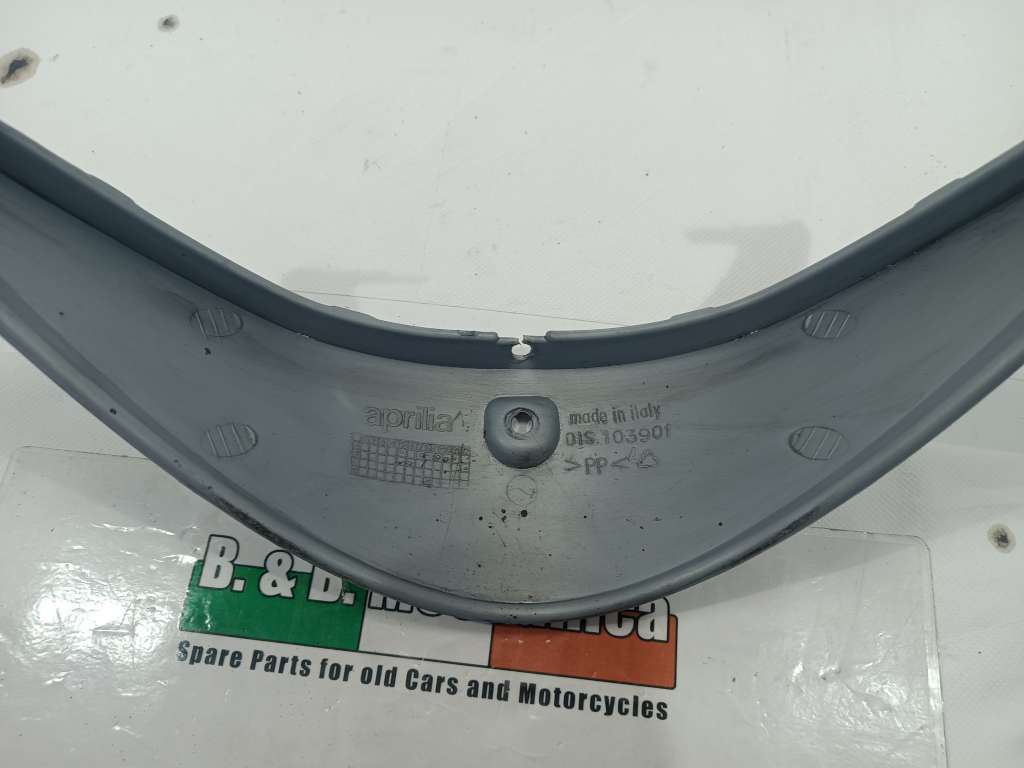 aprilia
made in italy
01S.10390f
>PP<
B. & B.
Spare Parts for old Cars and Motorcycles